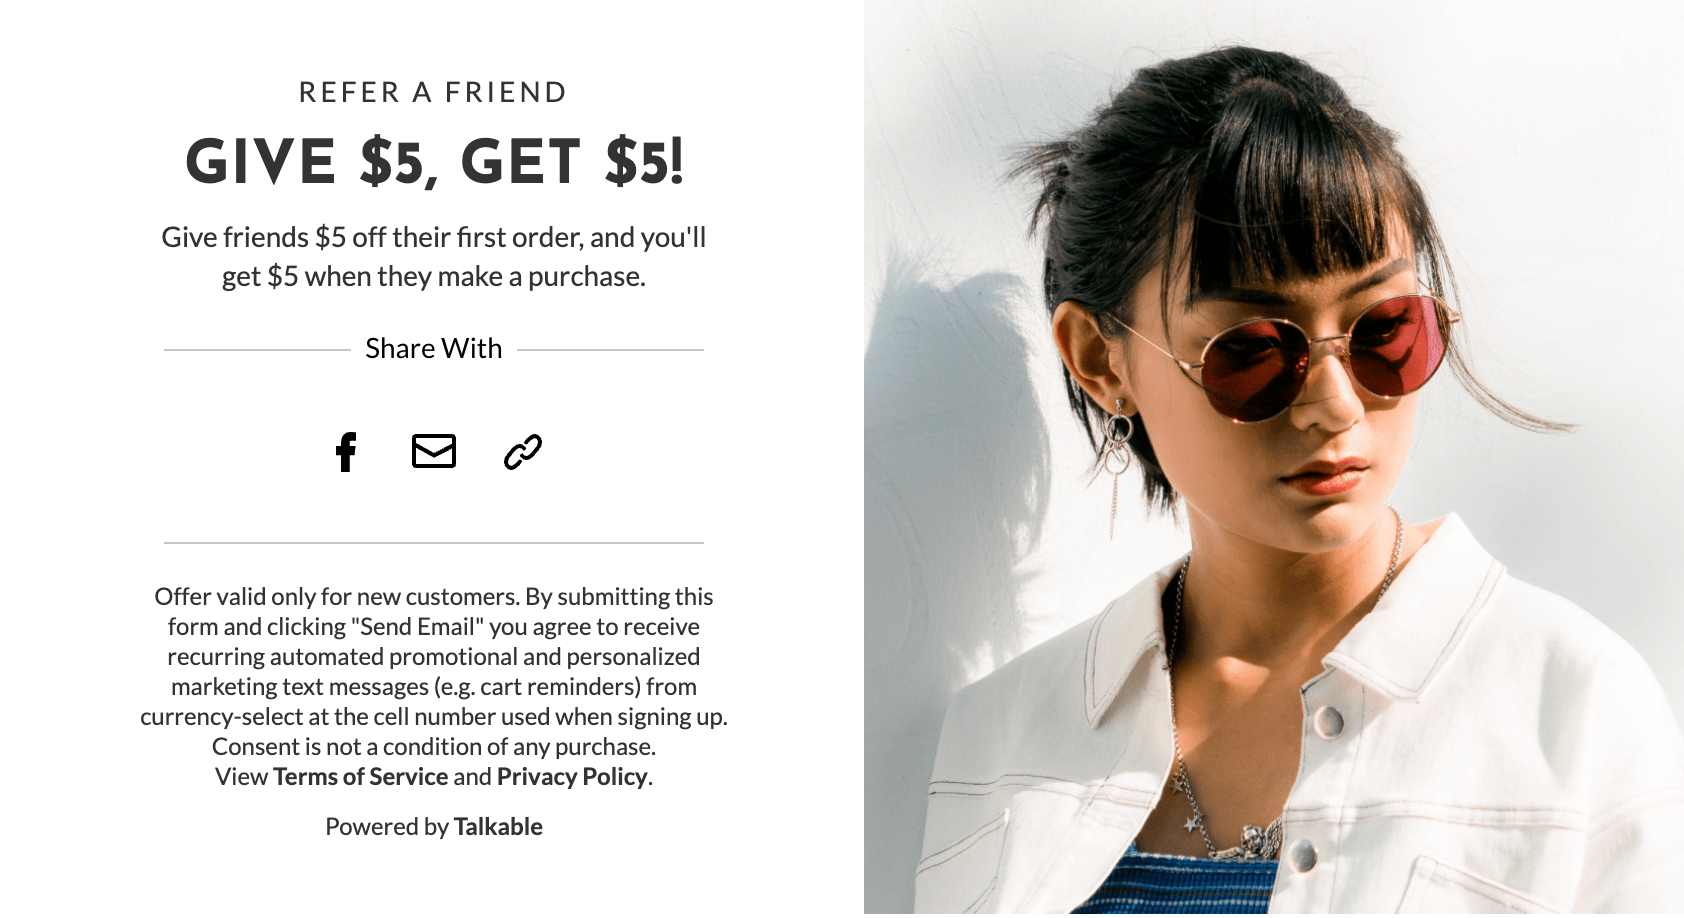 REFER A FRIEND
GIVE $5, GET $5!
Give friends $5 off their first order, and you'll
get $5 when they make a purchase.
Share With
Offer valid only for new customers. By submitting this
form and clicking "Send Email" you agree to receive
recurring automated promotional and personalized
marketing text messages (e.g. cart reminders) from
currency-select at the cell number used when signing up.
Consent is not a condition of any purchase.
View Terms of Service and Privacy Policy.
Powered by Talkable